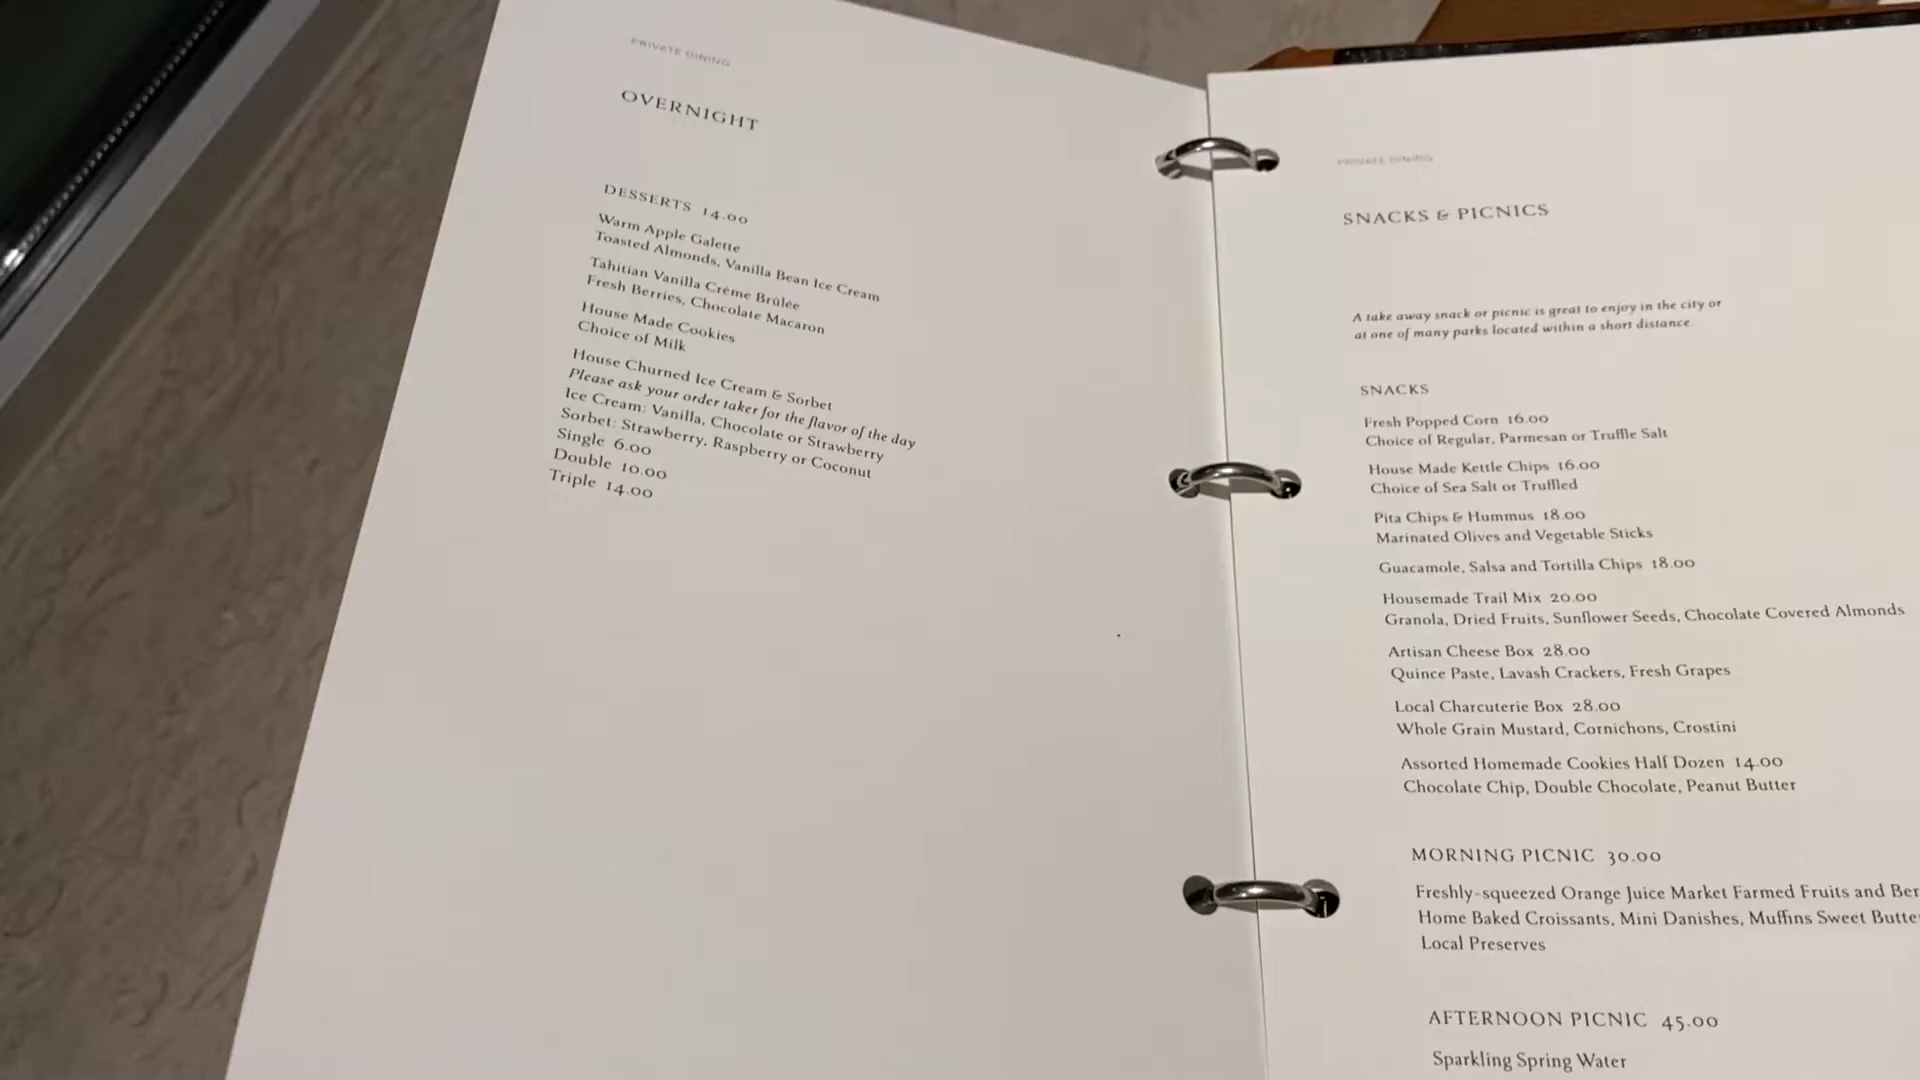 PRIVATE DINING
OVERNIGHT
DESSERTS 14.00
Warm Apple Galette
Toasted Almonds, Vanilla Bean Ice Cream
Tahitian Vanilla Crème Brûlée
Fresh Berries, Chocolate Macaron
House Made Cookies
Choice of Milk
House Churned Ice Cream & Sorbet
Please ask your order taker for the flavor of the day
Ice Cream: Vanilla, Chocolate or Strawberry
Sorbet: Strawberry, Raspberry or Coconut
Single 6.00
Double 10.00
Triple 14.00
PRIVATE DINING
SNACKS & PICNICS
A take away snack or picnic is great to enjoy in the city or
at one of many parks located within a short distance.
SNACKS
Fresh Popped Corn 16.00
Choice of Regular, Parmesan or Truffle Salt
House Made Kettle Chips 16.00
Choice of Sea Salt or Truffled
Pita Chips & Hummus 18.00
Marinated Olives and Vegetable Sticks
Guacamole, Salsa and Tortilla Chips 18.00
Housemade Trail Mix 20.00
Granola, Dried Fruits, Sunflower Seeds, Chocolate Covered Almonds
Artisan Cheese Box 28.00
Quince Paste, Lavash Crackers, Fresh Grapes
Local Charcuterie Box 28.00
Whole Grain Mustard, Cornichons, Crostini
Assorted Homemade Cookies Half Dozen 14.00
Chocolate Chip, Double Chocolate, Peanut Butter
MORNING PICNIC 30.00
Freshly-squeezed Orange Juice Market Farmed Fruits and
Home Baked Croissants, Mini Danishes, Muffins Sweet
Local Preserves
AFTERNOON PICNIC 45.00
Sparkling Spring Water